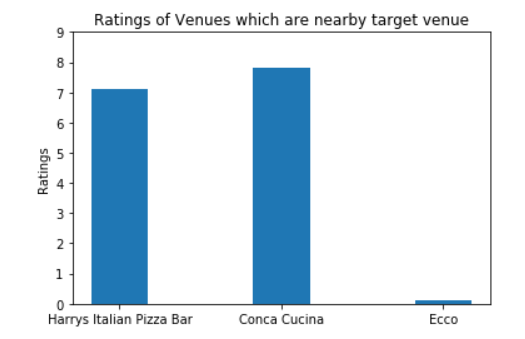 Ratings of Venues which are nearby target venue
9
8
7
6
5
4
3
2
1
0
Ratings
Harrys Italian Pizza Bar
Conca Cucina
Ecco